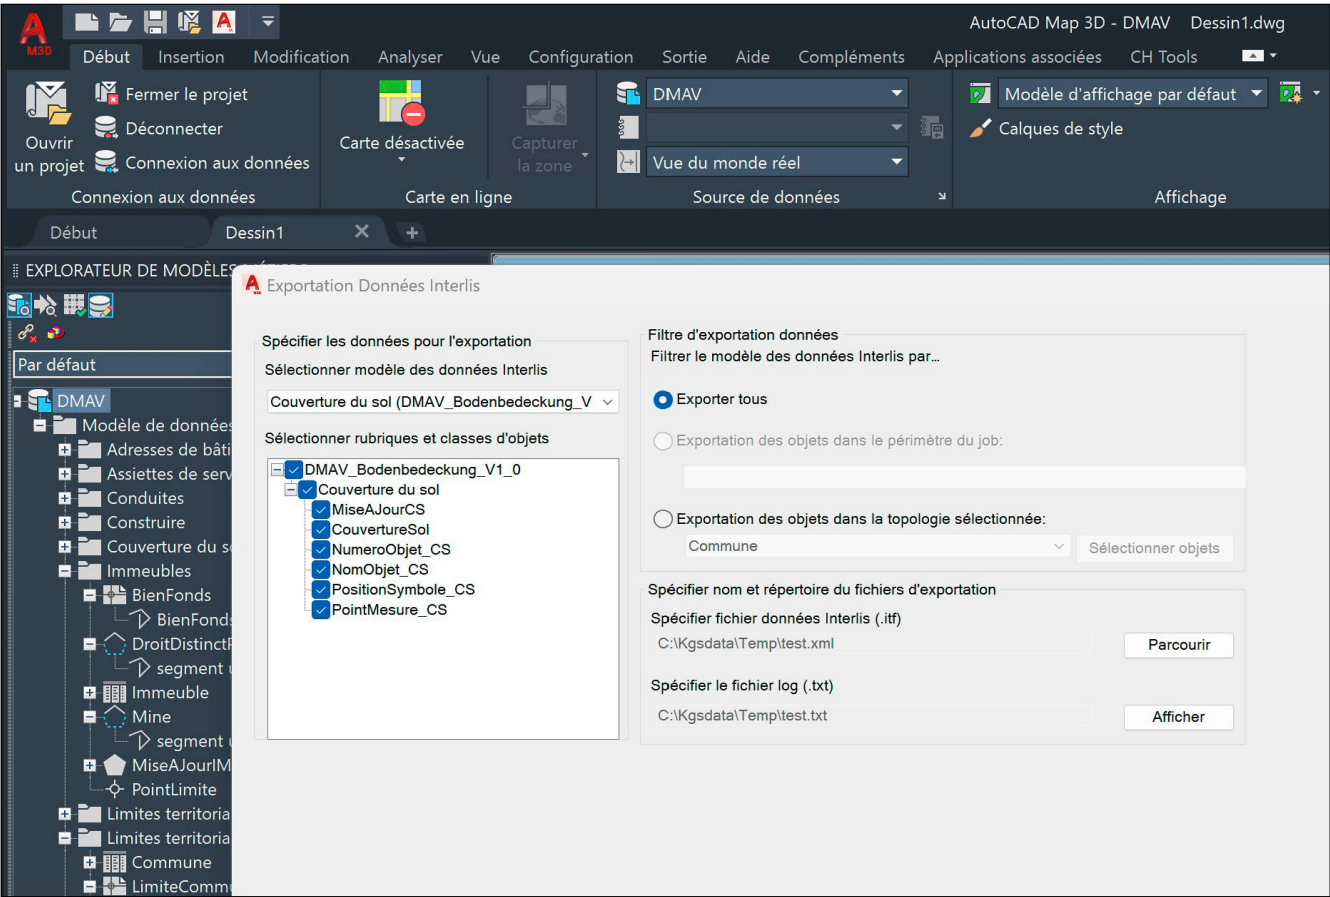 AutoCAD Map 3D - DMAV Dessin1.dwg
M3D
Début Insertion Modification Analyser Vue Configuration Sortie Aide Compléments Applications associées CH Tools
Ouvrir
un projet
Fermer le projet
Déconnecter
Connexion aux données
Carte désactivée
Capturer
la zone
DMAV
Vue du monde réel
Modèle d'affichage par défaut
Calques de style
Connexion aux données
Carte en ligne
Source de données
Affichage
Début
Dessin1
EXPLORATEUR DE MODÈLES MÉTIERS
Par défaut
DMAV
Modèle de données
Adresses de bâti
Assiettes de serv
Conduites
Construire
Couverture du so
Immeubles
BienFonds
BienFonds
DroitDistinctP
segment u
Immeuble
Mine
segment u
MiseAJourIM
PointLimite
Limites territoria
Limites territoria
Commune
LimiteCommu
Exportation Données Interlis
Spécifier les données pour l'exportation
Sélectionner modèle des données Interlis
Couverture du sol (DMAV_Bodenbedeckung_V
Sélectionner rubriques et classes d'objets
DMAV_Bodenbedeckung_V1_0
Couverture du sol
MiseAJourCS
CouvertureSol
NumeroObjet_CS
NomObjet_CS
PositionSymbole_CS
PointMesure_CS
Filtre d'exportation données
Filtrer le modèle des données Interlis par...
Exporter tous
Exportation des objets dans le périmètre du job:
Exportation des objets dans la topologie sélectionnée:
Commune
Sélectionner objets
Spécifier nom et répertoire du fichiers d'exportation
Spécifier fichier données Interlis (.itf)
C:\Kgsdata\Temp\test.xml
Parcourir
Spécifier le fichier log (.txt)
C:\Kgsdata\Temp\test.txt
Afficher